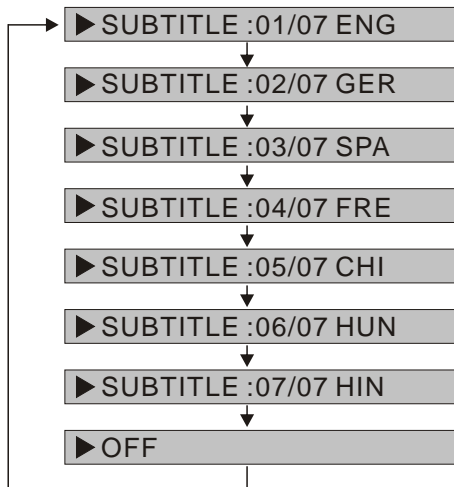 ▶SUBTITLE :01/07 ENG
▶SUBTITLE :02/07 GER
▶SUBTITLE :03/07 SPA
▶SUBTITLE :04/07 FRE
▶SUBTITLE :05/07 CHI
▶SUBTITLE :06/07 HUN
▶SUBTITLE :07/07 HIN
▶OFF